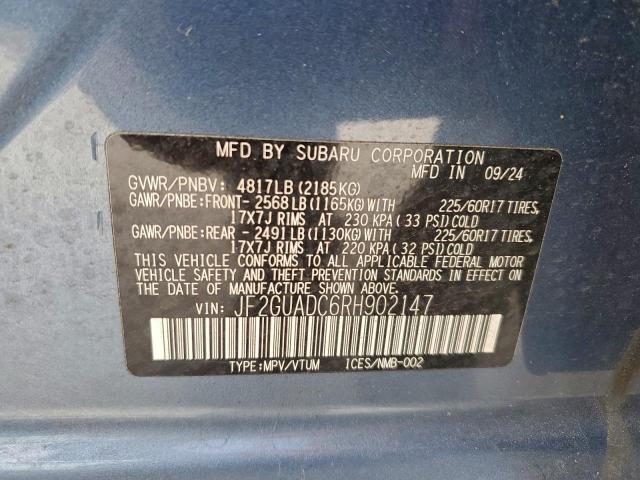 MFD BY SUBARU CORPORATION
MFD IN 09/24
GVWR/PNBV: 4817LB (2185KG)
GAWR/PNBE:FRONT- 2568 LB (1165KG) WITH 225/60R17 TIRES,
17X7J RIMS AT 230 KPA ( 33 PSI) COLD
GAWR/PNBE:REAR - 2491 LB (1130KG) WITH 225/60R17 TIRES,
17X7J RIMS AT 220 KPA ( 32 PSI) COLD
THIS VEHICLE CONFORMS TO ALL APPLICABLE FEDERAL MOTOR
VEHICLE SAFETY AND THEFT PREVENTION STANDARDS IN EFFECT
ON THE DATE OF MANUFACTURE SHOWN ABOVE.
VIN: JF2GUADC6RH902147
TYPE:MPV/VTUM ICES/NMB-002